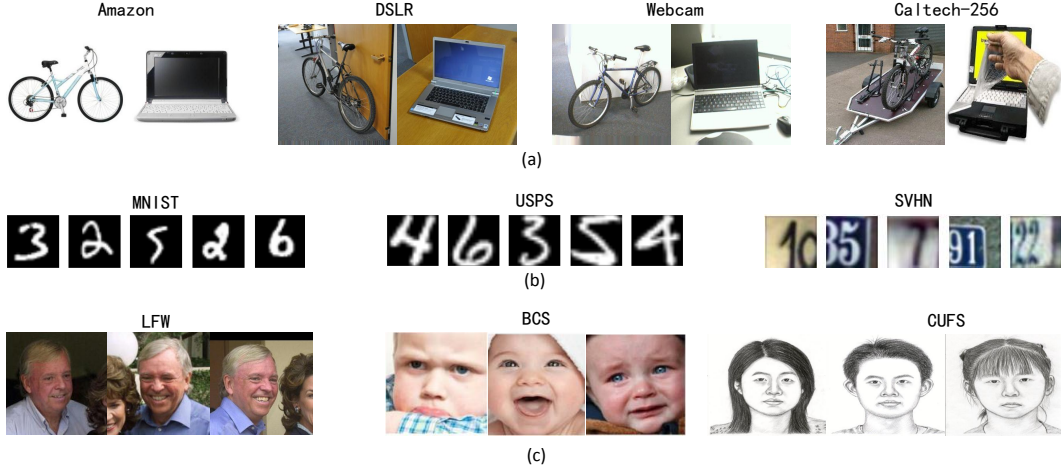 Amazon
DSLR
Webcam
Caltech-256
(a)
MNIST
USPS
SVHN
3 2 5 2 6
4 6 3 5 4
10 35 7 91 22
(b)
LFW
BCS
CUFS
(c)